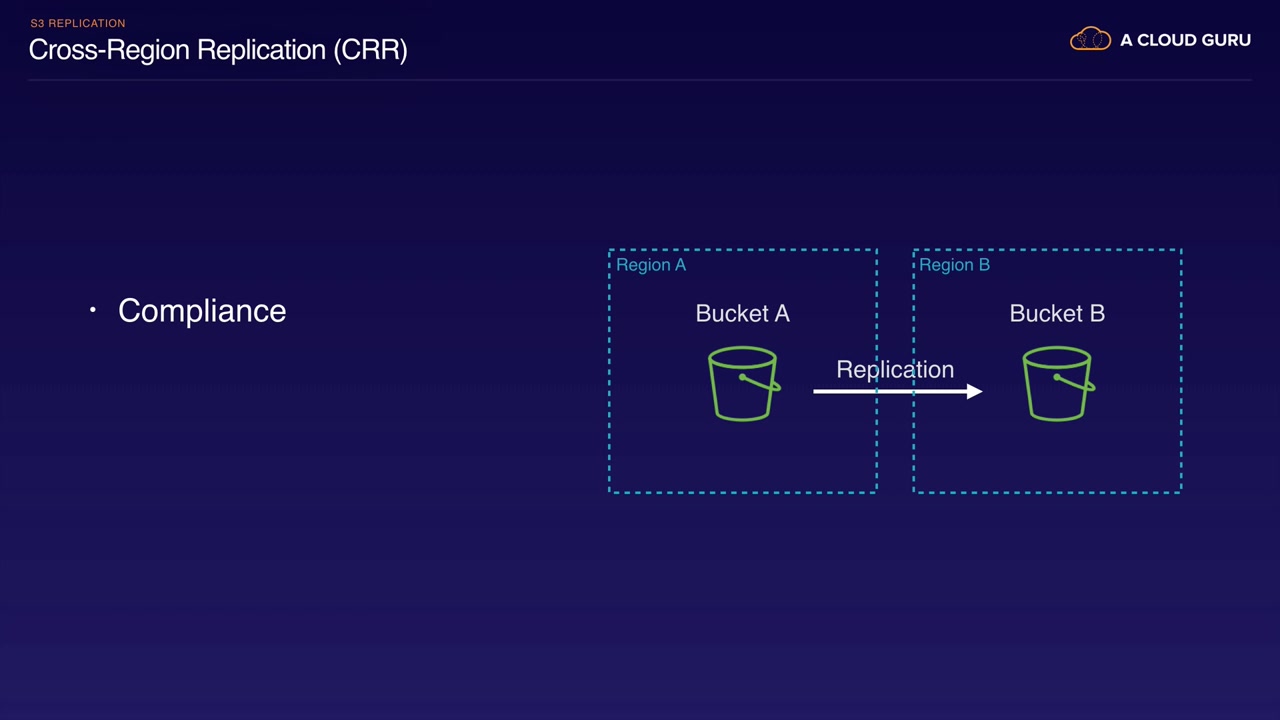 S3 REPLICATION
Cross-Region Replication (CRR)
A CLOUD GURU
• Compliance
Region A
Region B
Bucket A
Bucket B
Replication